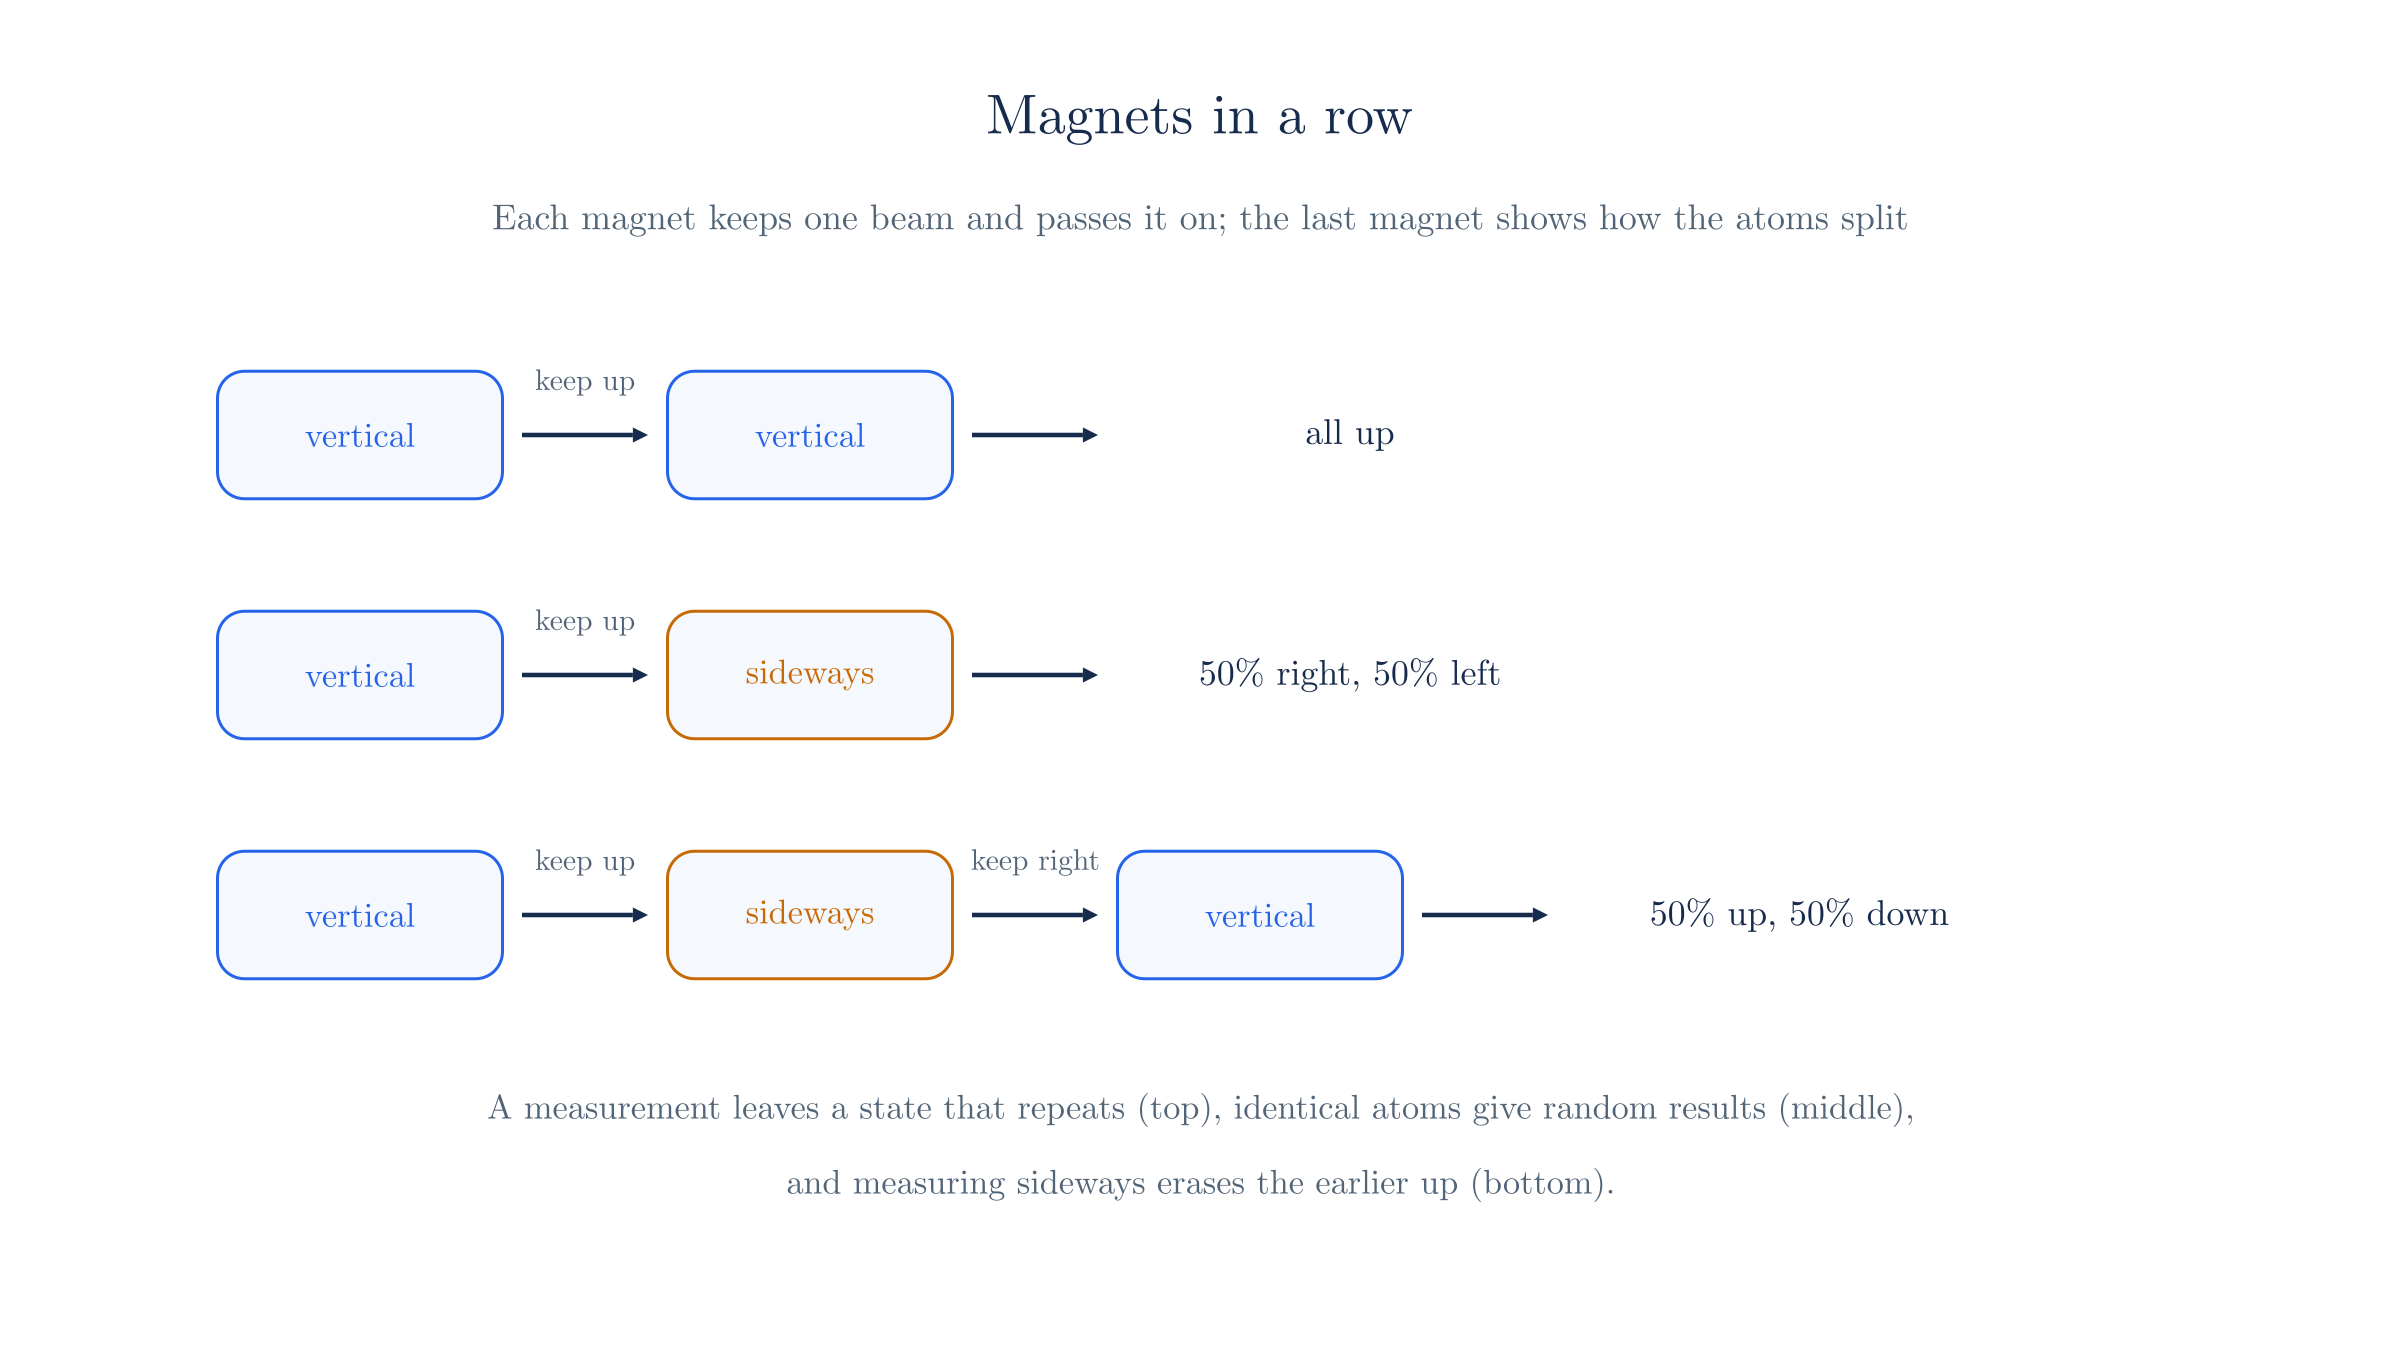 Magnets in a row
Each magnet keeps one beam and passes it on; the last magnet shows how the atoms split
keep up
vertical
vertical
all up
keep up
vertical
sideways
50% right, 50% left
keep up
keep right
vertical
sideways
vertical
50% up, 50% down
A measurement leaves a state that repeats (top), identical atoms give random results (middle),
and measuring sideways erases the earlier up (bottom).